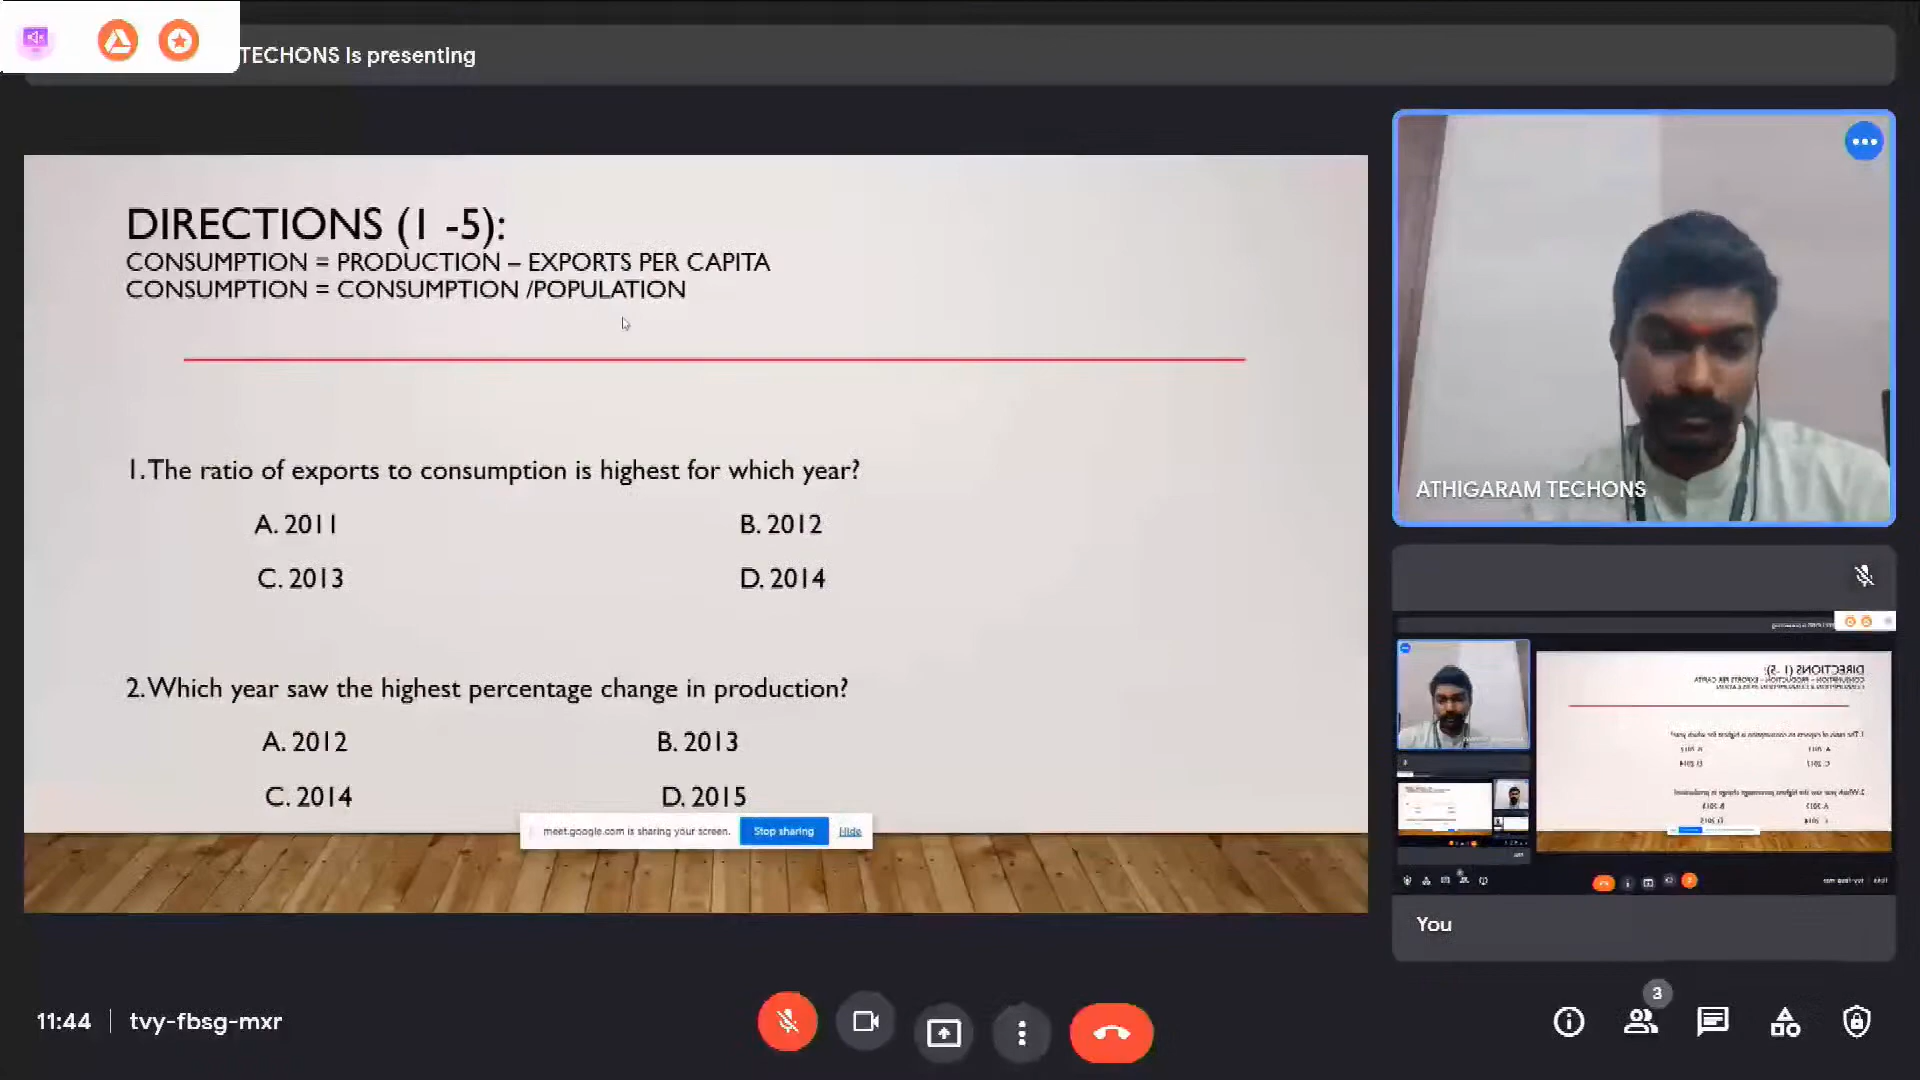 TECHONS Is presenting
DIRECTIONS (1 -5):
CONSUMPTION = PRODUCTION – EXPORTS PER CAPITA
CONSUMPTION = CONSUMPTION /POPULATION
1.The ratio of exports to consumption is highest for which year?
A. 2011
B. 2012
C. 2013
D. 2014
2.Which year saw the highest percentage change in production?
A. 2012
B. 2013
C. 2014
D. 2015
meet.google.com is sharing your screen.
Stop sharing
Hide
ATHIGARAM TECHONS
You
11:44
tvy-fbsg-mxr
3